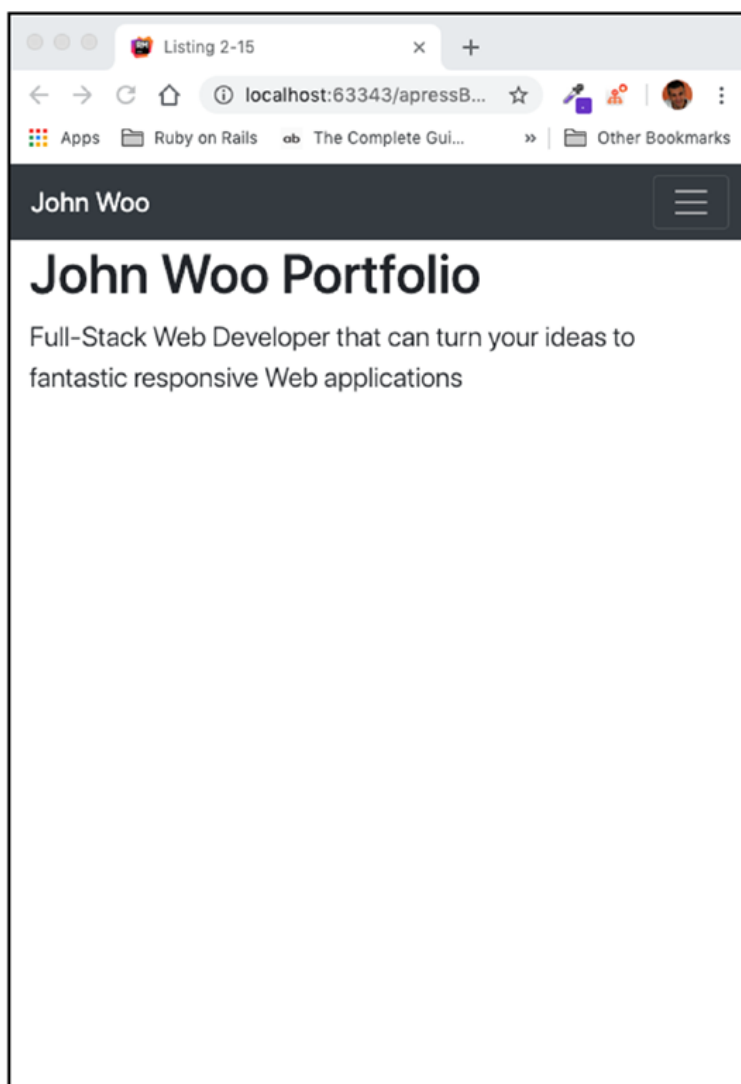 Listing 2-15
localhost:63343/apressB...
Apps Ruby on Rails ab The Complete Gui... » Other Bookmarks
John Woo
John Woo Portfolio
Full-Stack Web Developer that can turn your ideas to
fantastic responsive Web applications